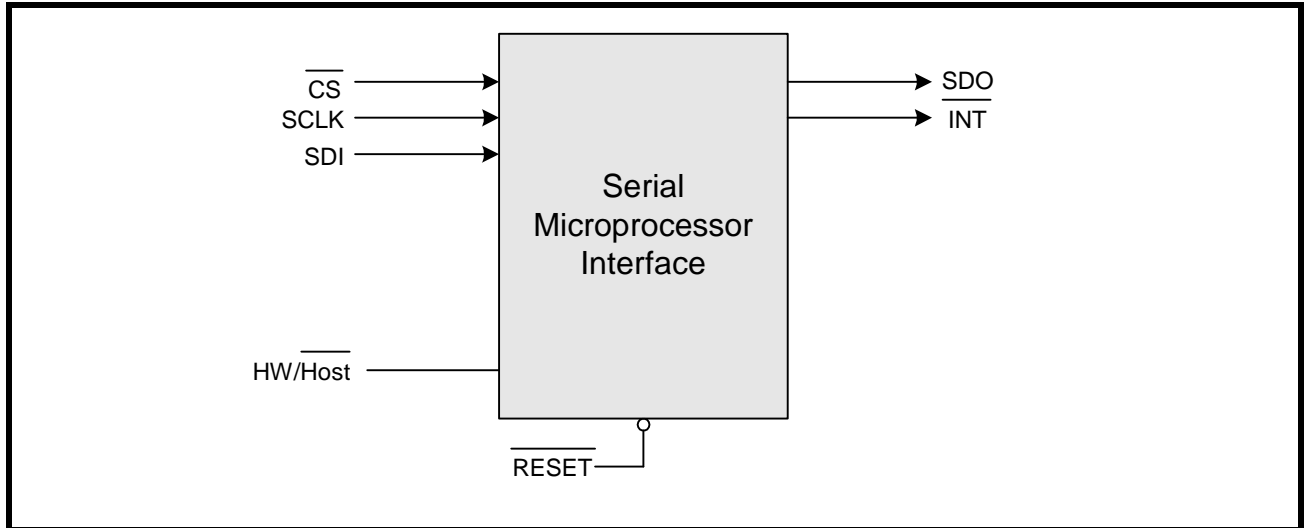 CS
SCLK
SDI
SDO
INT
Serial
Microprocessor
Interface
HW/Host
RESET